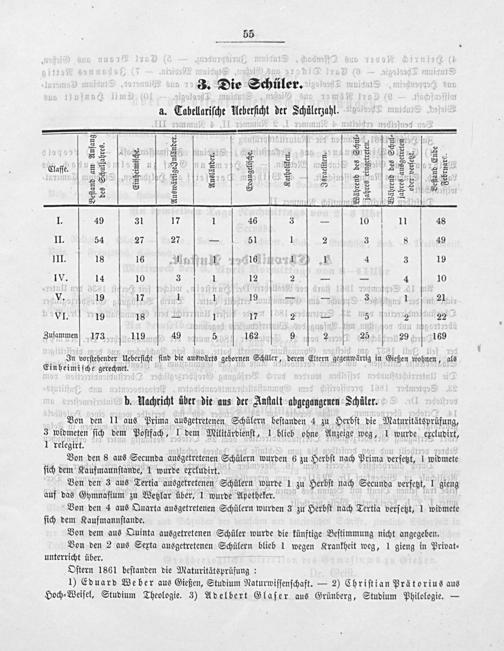 55
3. Die Schüler.
a. Tabellarische Uebersicht der Schülerzahl.
Classe. Bestand am Anfang des Schuljahres. Einheimische. Auswärtige Inländer. Ausländer. Evangelische. Katholiken. Israeliten. Während des Schuljahres eingetreten. Während des Schuljahres ausgetreten oder versetzt. Bestand Ende Februar.
I. 49 31 17 1 46 3 — 10 11 48
II. 54 27 27 — 51 1 2 3 8 49
III. 18 16 1 1 16 1 1 4 3 19
IV. 14 10 3 1 12 2 — — 4 10
V. 19 17 1 1 19 — — 3 1 21
VI. 19 18 — 1 17 2 — 5 2 22
Zusammen 173 119 49 5 162 9 2 25 29 169
In vorstehender Uebersicht sind die auswärts gebornen Schüler, deren Eltern gegenwärtig in Gießen wohnen, als
Einheimische gerechnet.
b. Nachricht über die aus der Anstalt abgegangenen Schüler.
Von den 11 aus Prima ausgetretenen Schülern bestanden 4 zu Herbst die Maturitätsprüfung,
3 widmeten sich dem Postfach, 1 dem Militärdienst, 1 blieb ohne Anzeige weg, 1 wurde excludirt,
1 relegirt.
Von den 8 aus Secunda ausgetretenen Schülern wurden 6 zu Herbst nach Prima versetzt, 1 widmete
sich dem Kaufmannstande, 1 wurde excludirt.
Von den 3 aus Tertia ausgetretenen Schülern wurde 1 zu Herbst nach Secunda versetzt, 1 gieng
auf das Gymnasium zu Wetzlar über, 1 wurde Apotheker.
Von den 4 aus Quarta ausgetretenen Schülern wurden 3 zu Herbst nach Tertia versetzt, 1 widmete
sich dem Kaufmannstande.
Von dem aus Quinta ausgetretenen Schüler wurde die künftige Bestimmung nicht angegeben.
Von den 2 aus Sexta ausgetretenen Schülern blieb 1 wegen Krankheit weg, 1 gieng in Privat-
unterricht über.
Ostern 1861 bestanden die Maturitätsprüfung :
1) Eduard Weber aus Gießen, Studium Naturwissenschaft. — 2) Christian Prätorius aus
Hoch-Weisel, Studium Theologie. 3) Adelbert Glaser aus Grünberg, Studium Philologie. —